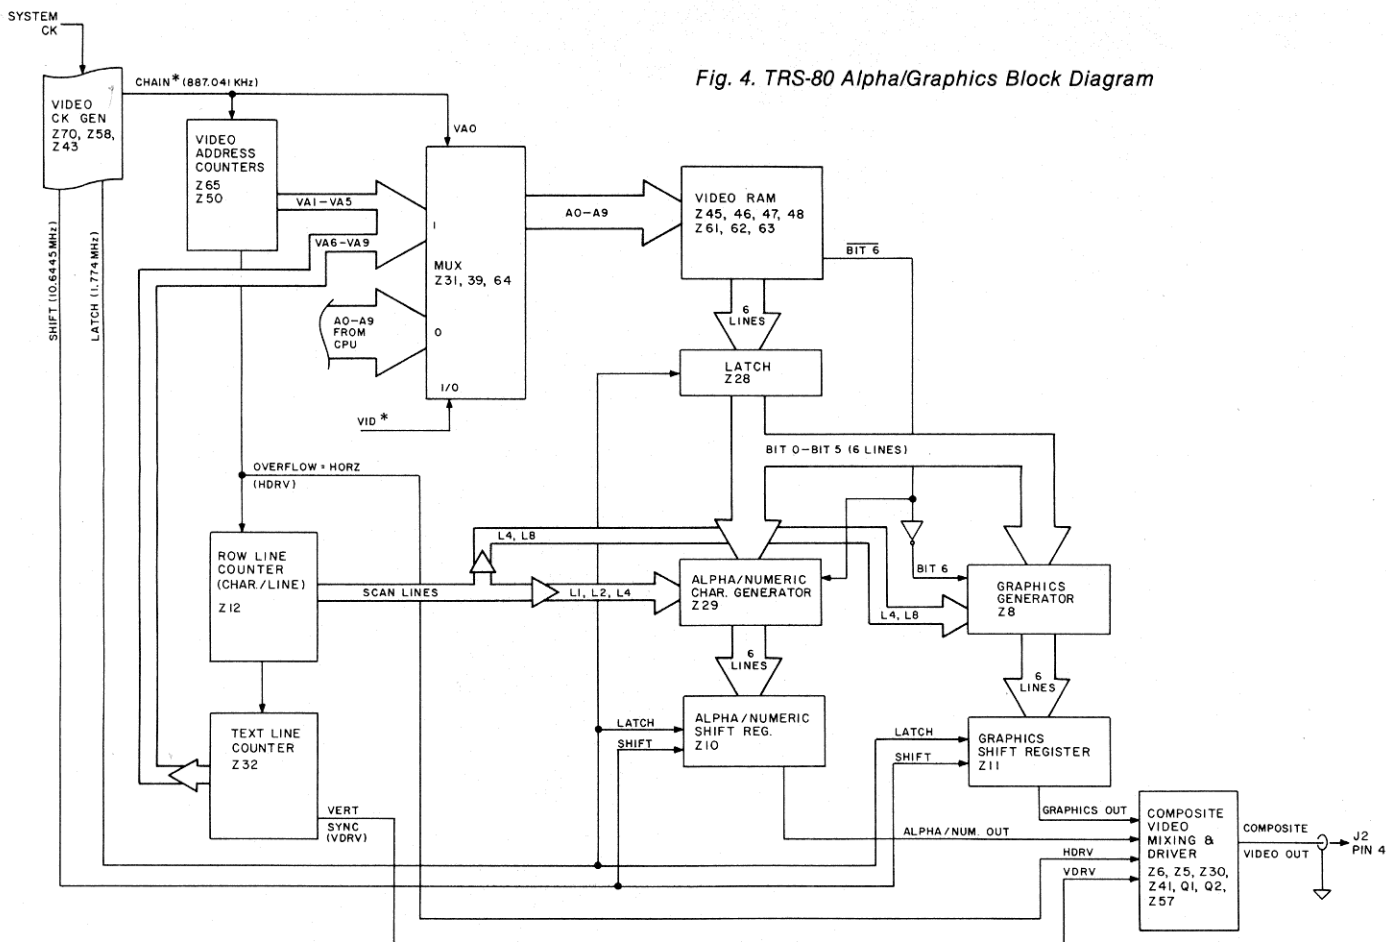 SYSTEM
CK
CHAIN* (887.041 KHz)
Fig. 4. TRS-80 Alpha/Graphics Block Diagram
VIDEO
CK GEN
Z70, Z58,
Z43
VA0
VIDEO
ADDRESS
COUNTERS
Z65
Z50
VA1-VA5
VA6-VA9
SHIFT (10.6445MHz)
LATCH (1.774 MHz)
1
MUX
Z31, 39, 64
0
I/O
A0-A9
FROM
CPU
VID*
A0-A9
VIDEO RAM
Z45, 46, 47, 48
Z61, 62, 63
BIT 6
6
LINES
LATCH
Z28
BIT 0-BIT 5 (6 LINES)
OVERFLOW = HORZ
(HDRV)
ROW LINE
COUNTER
(CHAR./LINE)
Z12
L4, L8
SCAN LINES
L1, L2, L4
ALPHA/NUMERIC
CHAR. GENERATOR
Z29
BIT 6
L4, L8
GRAPHICS
GENERATOR
Z8
6
LINES
6
LINES
TEXT LINE
COUNTER
Z32
LATCH
SHIFT
ALPHA/NUMERIC
SHIFT REG.
Z10
LATCH
SHIFT
GRAPHICS
SHIFT REGISTER
Z11
VERT
SYNC
(VDRV)
GRAPHICS OUT
ALPHA/NUM. OUT
HDRV
VDRV
COMPOSITE
VIDEO
MIXING &
DRIVER
Z6, Z5, Z30,
Z41, Q1, Q2,
Z57
COMPOSITE
VIDEO OUT
J2
PIN 4